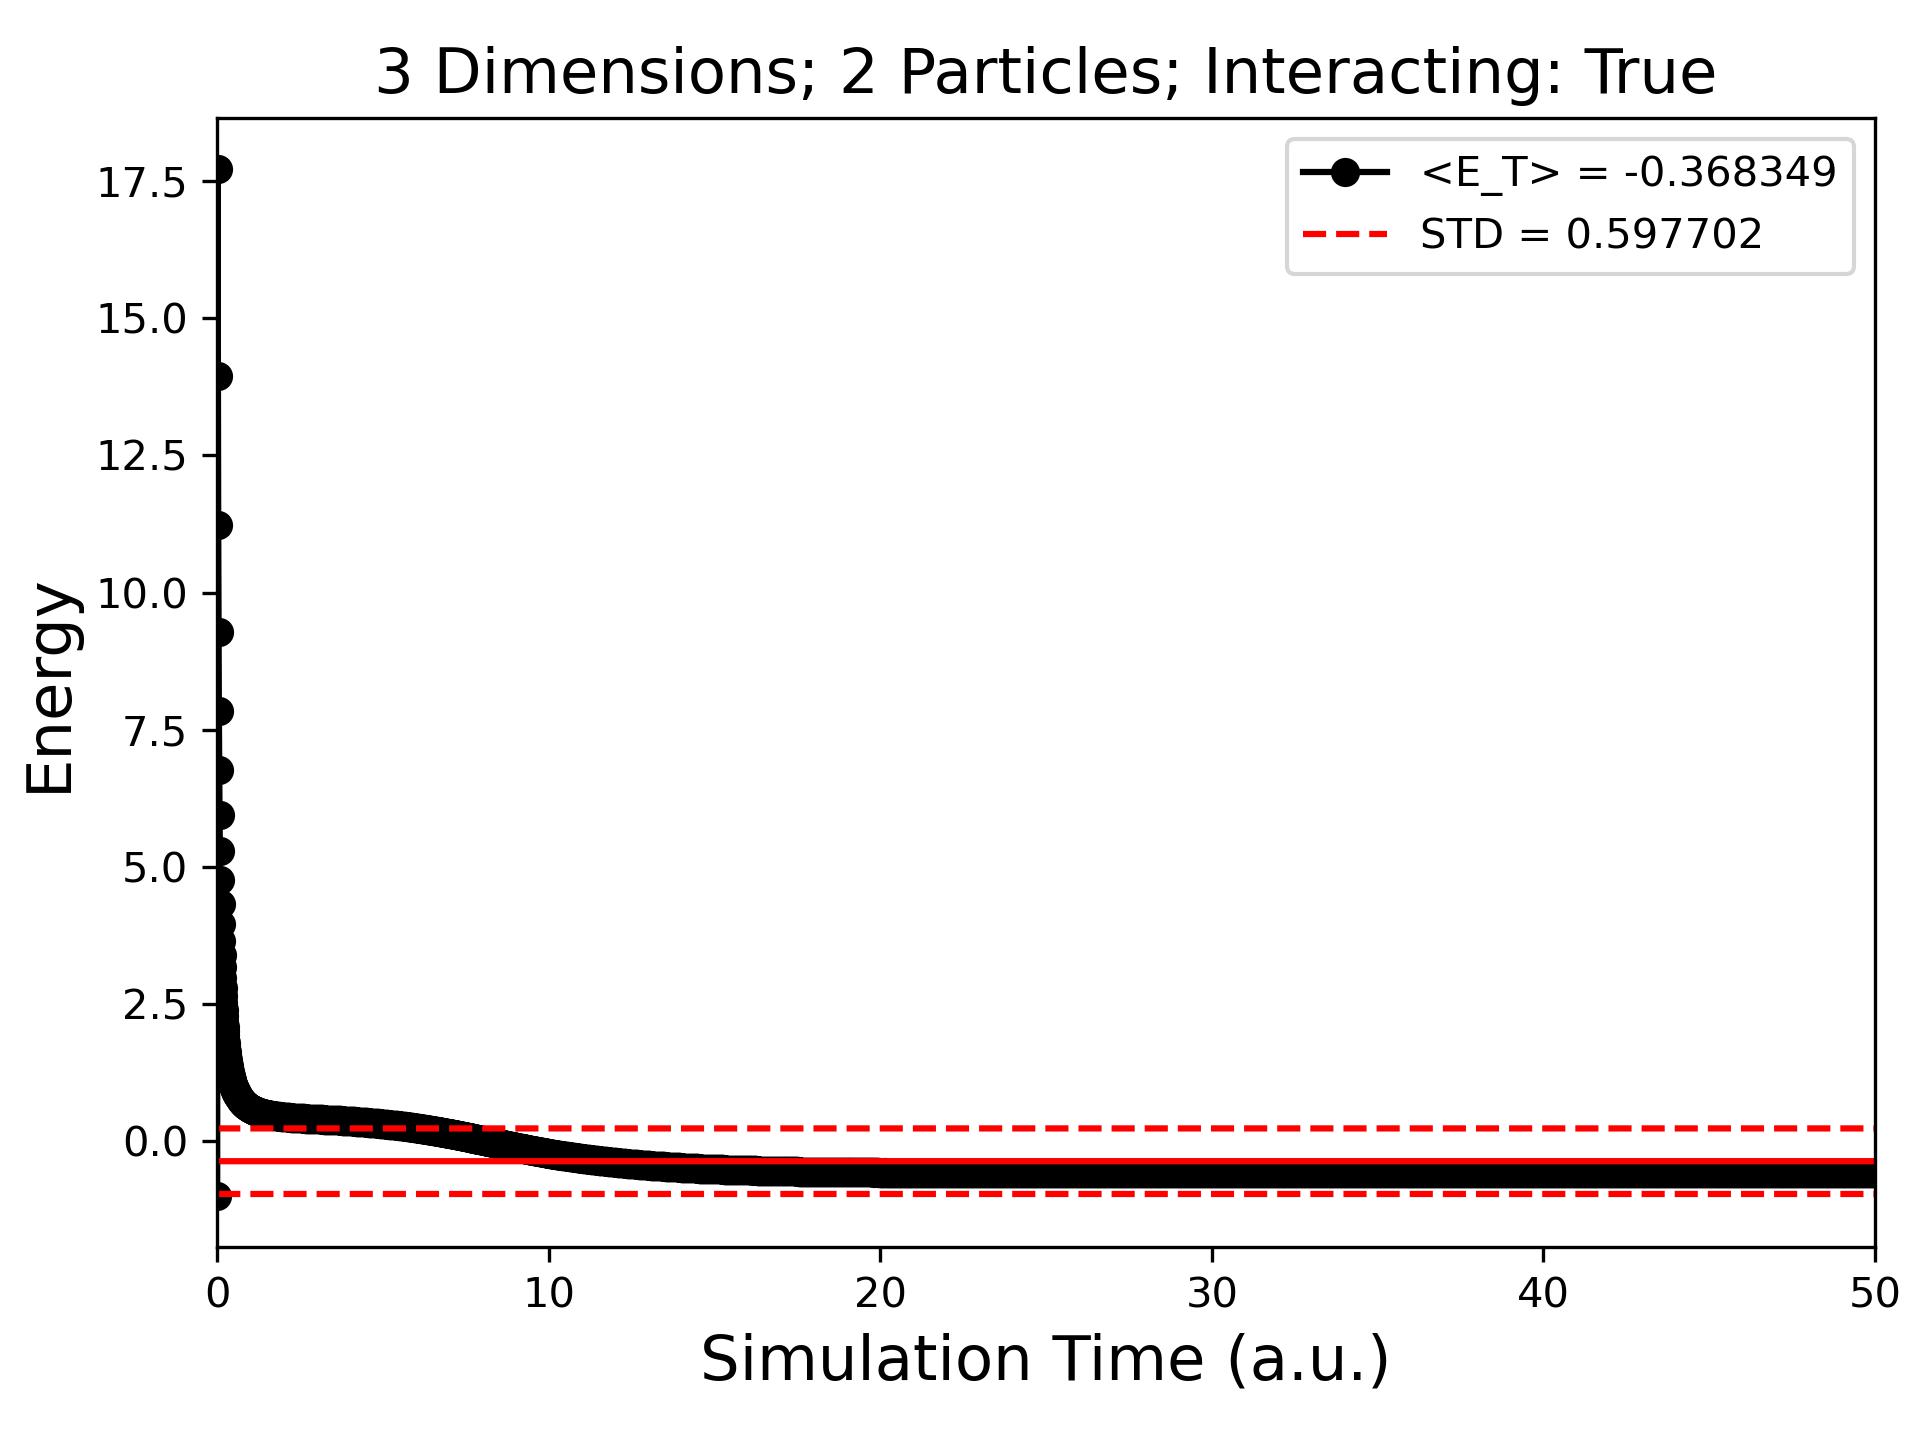 3 Dimensions; 2 Particles; Interacting: True
<E_T> = -0.368349
STD = 0.597702
Energy
17.5
15.0
12.5
10.0
7.5
5.0
2.5
0.0
0 10 20 30 40 50
Simulation Time (a.u.)